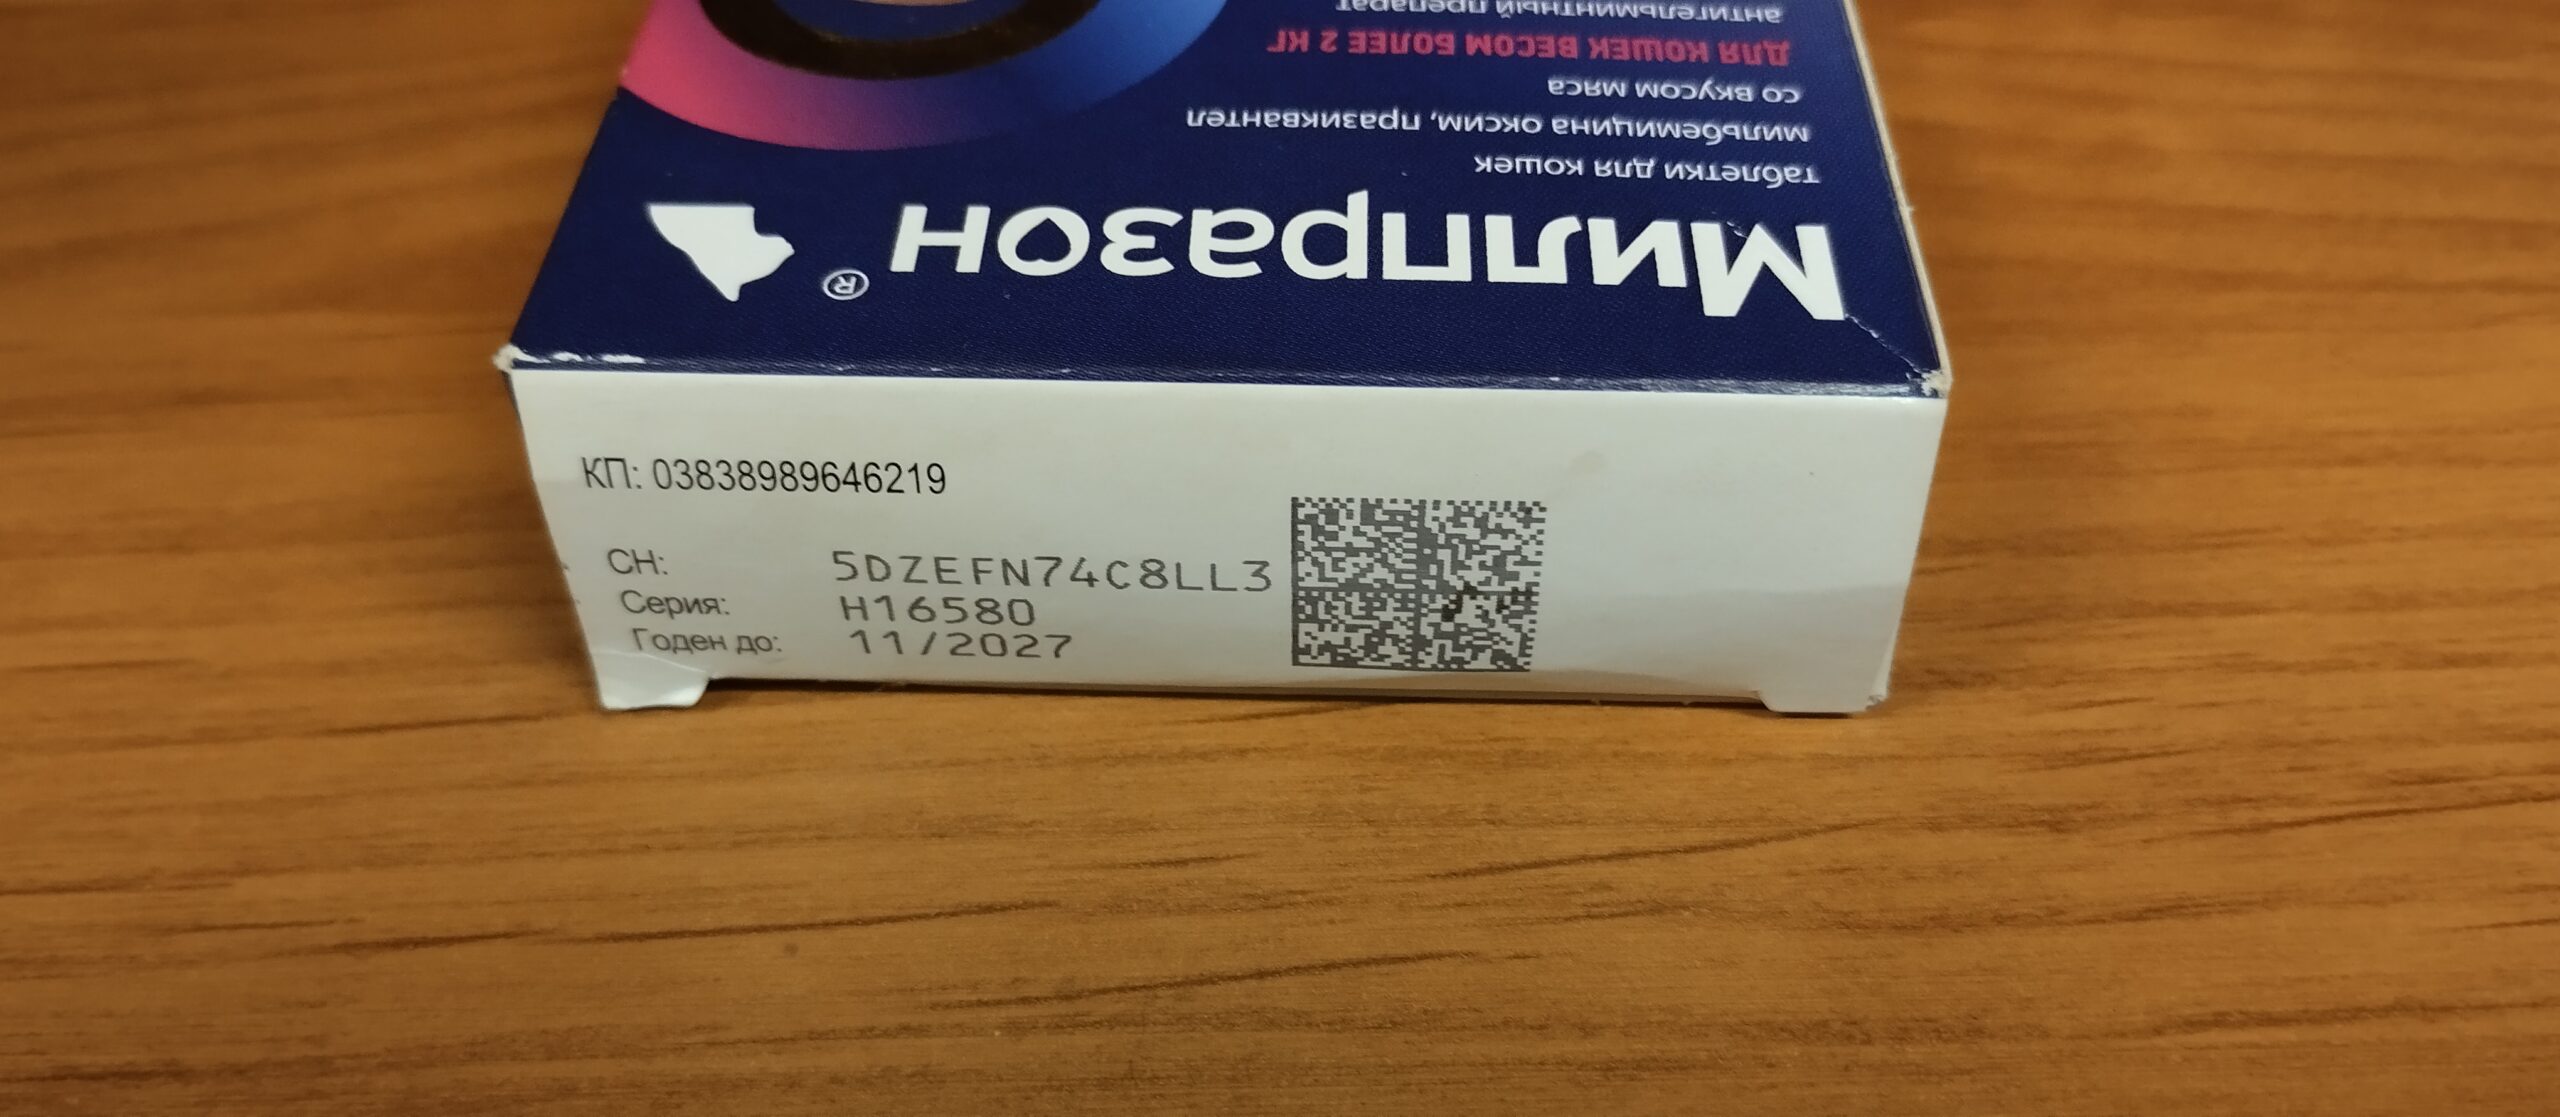 Милпразон®
таблетки для кошек
мильбемицина оксим, празиквантел
со вкусом мяса
ДЛЯ КОШЕК ВЕСОМ БОЛЕЕ 2 КГ
антигельминтный препарат
КП: 03838989646219
СН: 5DZEFN74C8LL3
Серия: H16580
Годен до: 11/2027